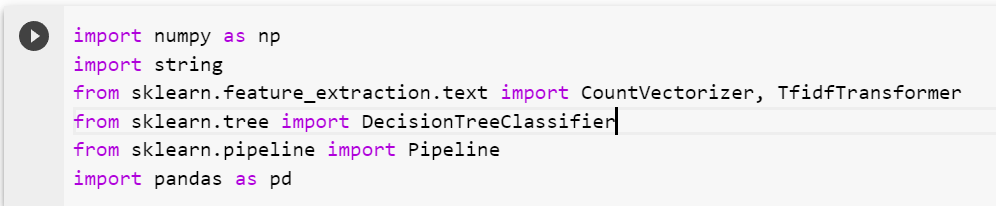 import numpy as np
import string
from sklearn.feature_extraction.text import CountVectorizer, TfidfTransformer
from sklearn.tree import DecisionTreeClassifier
from sklearn.pipeline import Pipeline
import pandas as pd